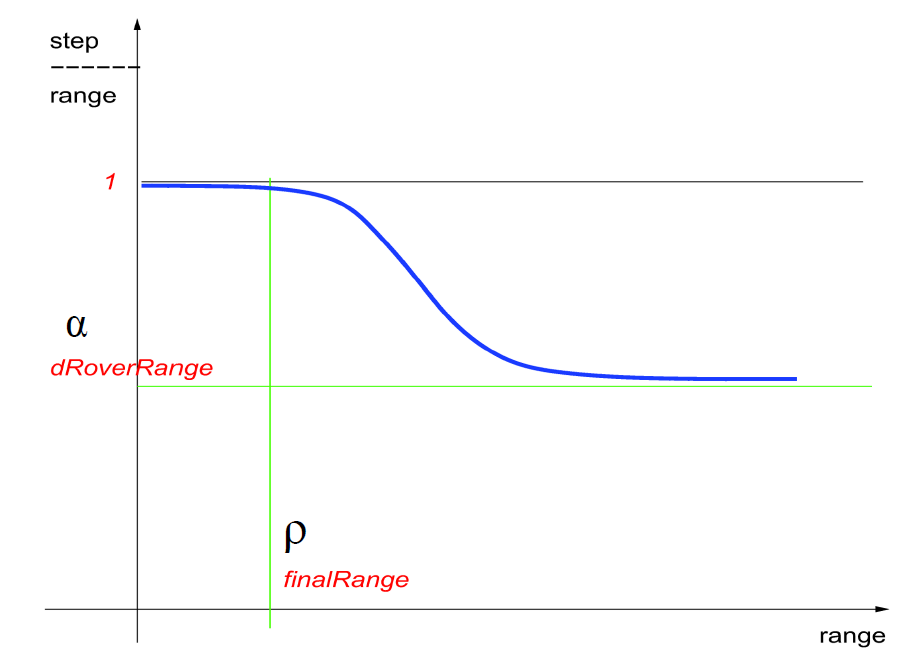 step
range
1
α
dRoverRange
ρ
finalRange
range